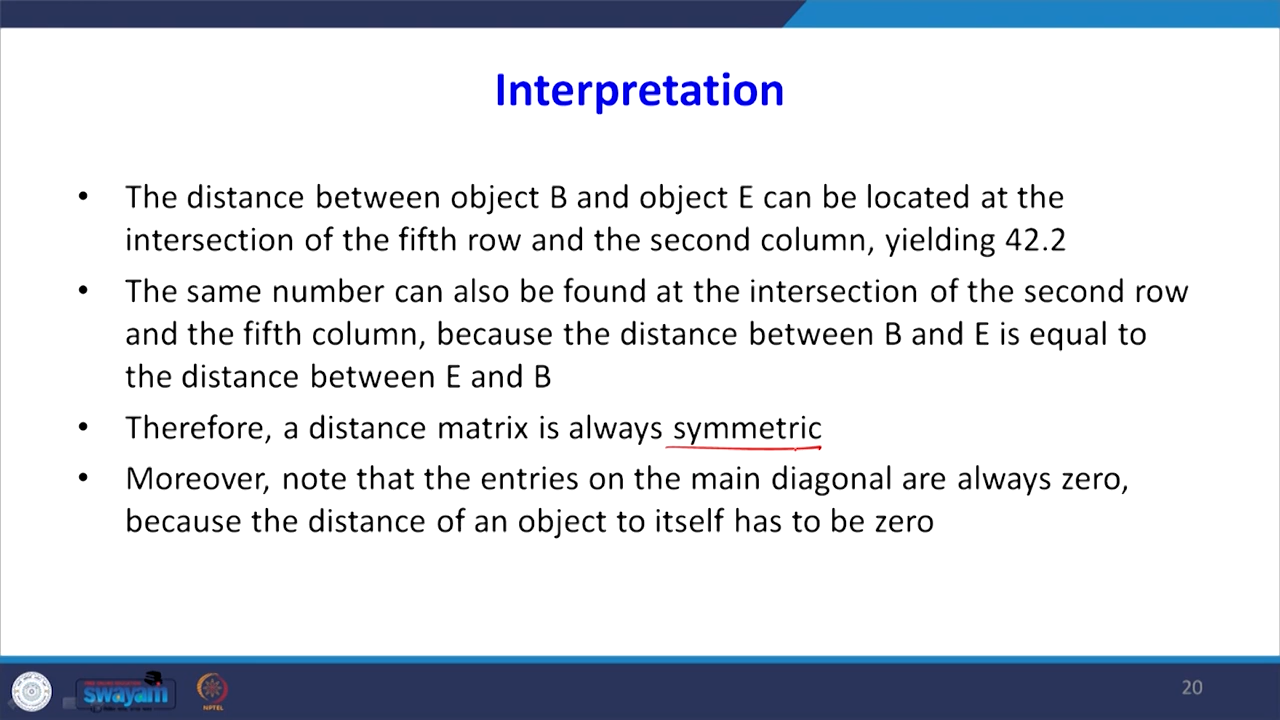 Interpretation
• The distance between object B and object E can be located at the
intersection of the fifth row and the second column, yielding 42.2
• The same number can also be found at the intersection of the second row
and the fifth column, because the distance between B and E is equal to
the distance between E and B
• Therefore, a distance matrix is always symmetric
• Moreover, note that the entries on the main diagonal are always zero,
because the distance of an object to itself has to be zero
swayam
NPTEL
20